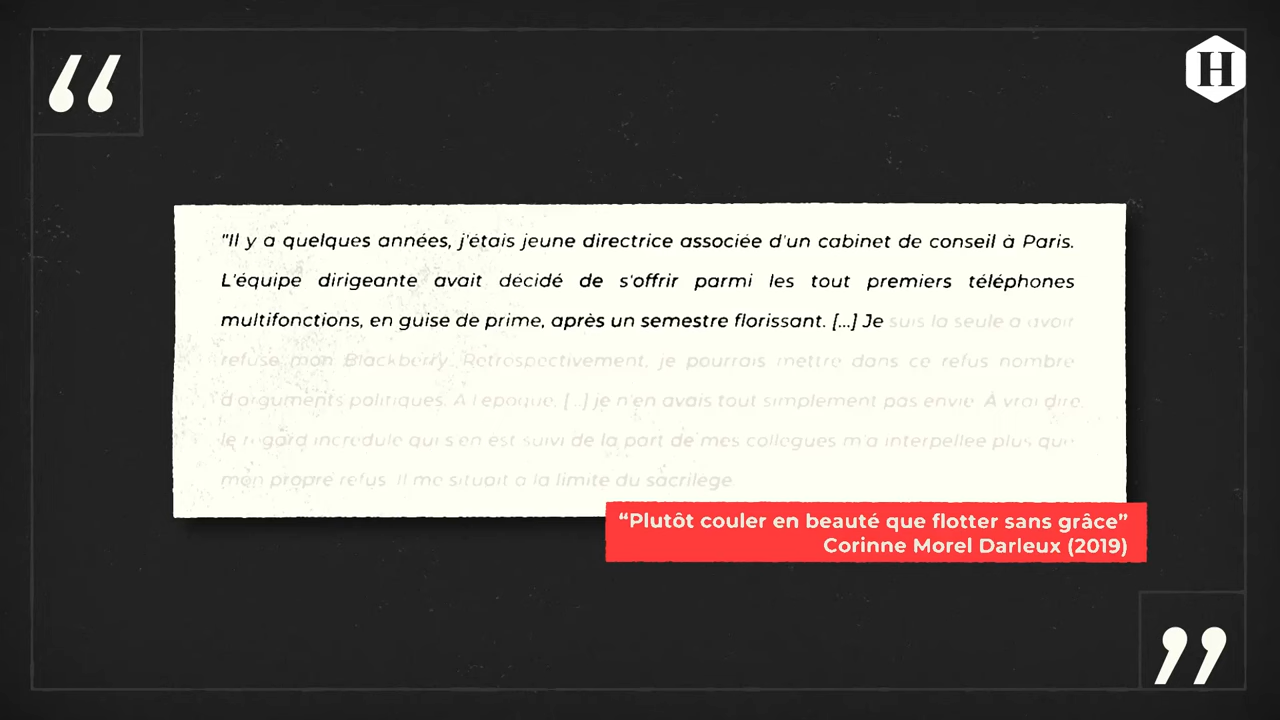 “
H
"Il y a quelques années, j'étais jeune directrice associée d'un cabinet de conseil à Paris.
L'équipe dirigeante avait décidé de s'offrir parmi les tout premiers téléphones
multifonctions, en guise de prime, après un semestre florissant. [...] Je suis la seule à avoir
refusé mon Blackberry. Rétrospectivement, je pourrais mettre dans ce refus nombre
d'arguments politiques. À l'époque, [...] je n'en avais tout simplement pas envie. À vrai dire,
le regard incrédule qui s'en est suivi de la part de mes collègues m'a interpellée plus que
mon propre refus. Il me situait à la limite du sacrilège
“Plutôt couler en beauté que flotter sans grâce”
Corinne Morel Darleux (2019)
”